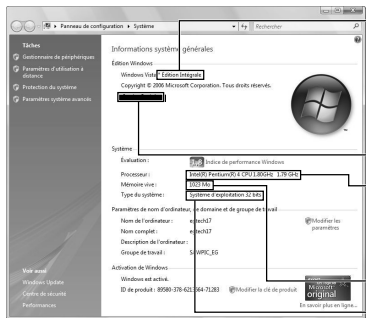 Panneau de configuration ▸ Système
Rechercher
Tâches
Gestionnaire de périphériques
Paramètres d'utilisation à
distance
Protection du système
Paramètres système avancés
Voir aussi
Windows Update
Centre de sécurité
Performances
Informations système générales
Édition Windows
Windows Vista™ Édition Intégrale
Copyright © 2006 Microsoft Corporation. Tous droits réservés.
Système
Évaluation :
Indice de performance Windows
Processeur :
Intel(R) Pentium(R) 4 CPU 1.80GHz 1.79 GHz
Mémoire vive :
1023 Mo
Type du système :
Système d'exploitation 32 bits
Paramètres de nom d'ordinateur, de domaine et de groupe de travail
Nom de l'ordinateur :
Modifier les
paramètres
Nom complet :
Description de l'ordinateur :
Groupe de travail :
Activation de Windows
Windows est activé.
ID de produit : 89580-378-
71283
Modifier la clé de produit
Microsoft
original
En savoir plus en ligne...